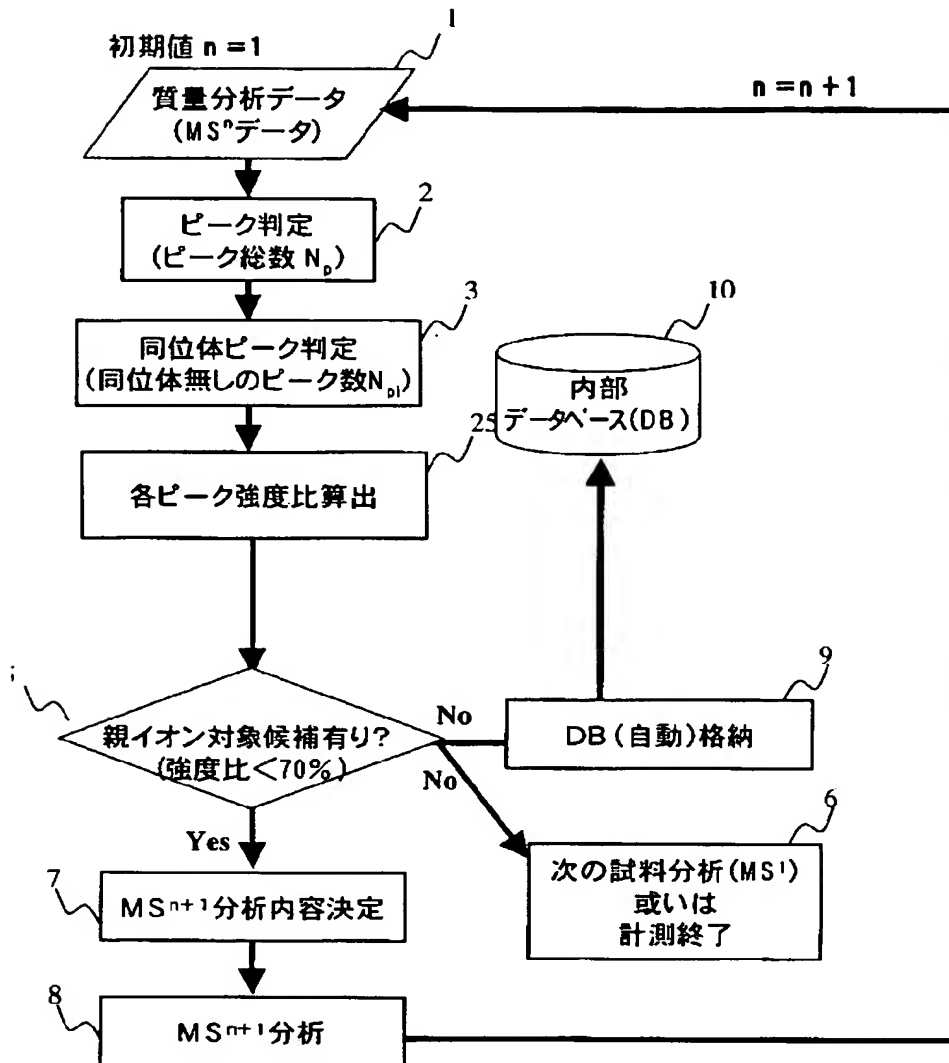 1
初期値 n = 1
質量分析データ
(MSⁿデータ)
n = n + 1
2
ピーク判定
(ピーク総数 Nₚ)
3
同位体ピーク判定
(同位体無しのピーク数Nₚᵢ)
10
内部
データベース(DB)
25
各ピーク強度比算出
親イオン対象候補有り?
(強度比<70%)
No
No
9
DB(自動)格納
Yes
6
次の試料分析(MS¹)
或いは
計測終了
7
MSⁿ⁺¹分析内容決定
8
MSⁿ⁺¹分析